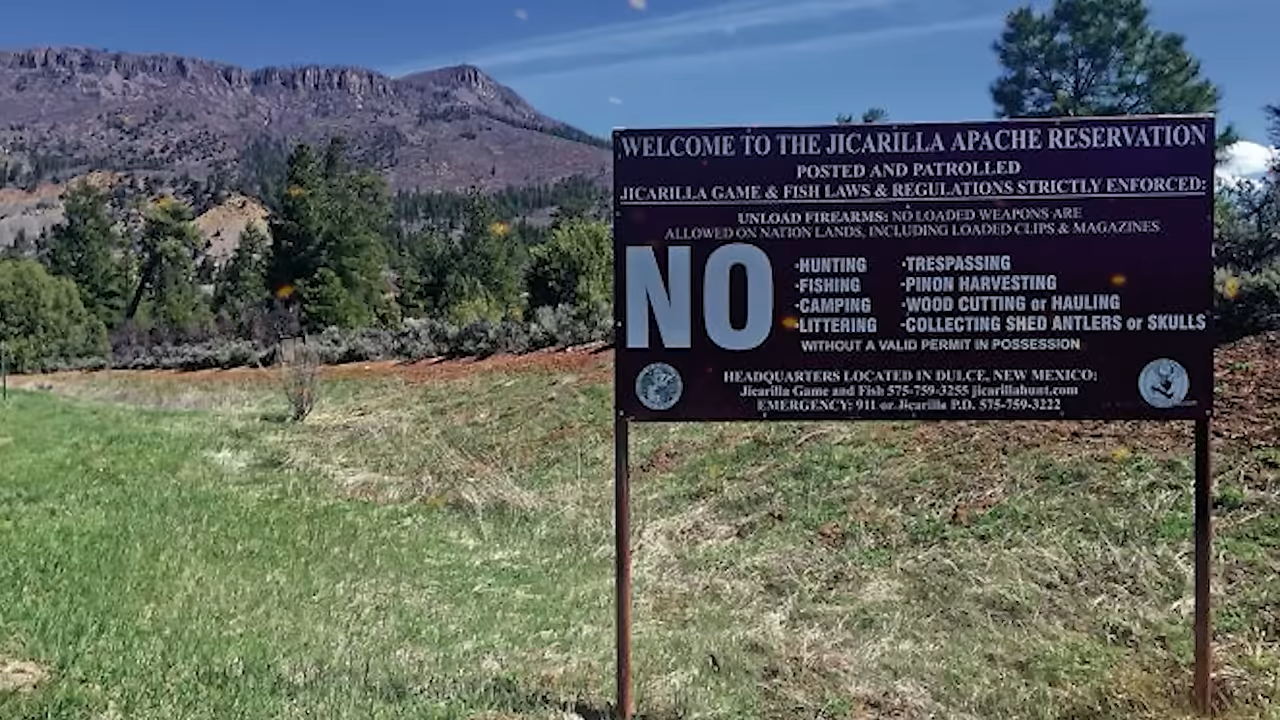 WELCOME TO THE JICARILLA APACHE RESERVATION
POSTED AND PATROLLED
JICARILLA GAME & FISH LAWS & REGULATIONS STRICTLY ENFORCED:
UNLOAD FIREARMS: NO LOADED WEAPONS ARE
ALLOWED ON NATION LANDS, INCLUDING LOADED CLIPS & MAGAZINES
NO
·HUNTING ·TRESPASSING
·FISHING ·PINON HARVESTING
·CAMPING ·WOOD CUTTING or HAULING
·LITTERING ·COLLECTING SHED ANTLERS or SKULLS
WITHOUT A VALID PERMIT IN POSSESSION
HEADQUARTERS LOCATED IN DULCE, NEW MEXICO:
Jicarilla Game and Fish 575-759-3255 jicarillahunt.com
EMERGENCY: 911 or Jicarilla P.D. 575-759-3222